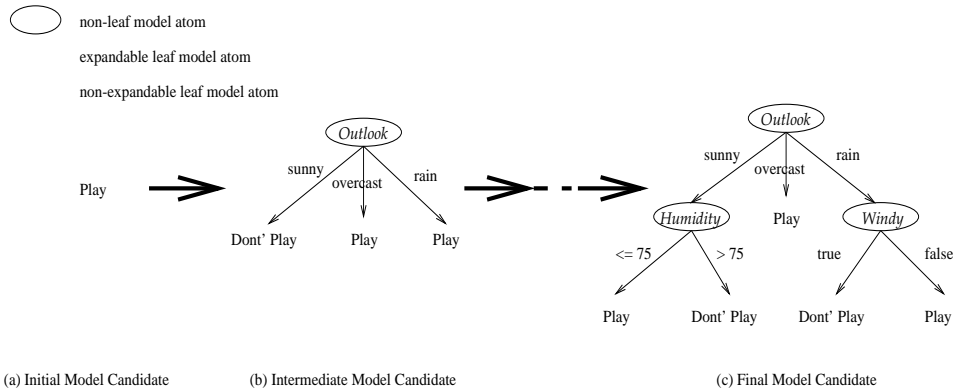 non-leaf model atom
expandable leaf model atom
non-expandable leaf model atom
Play
Outlook
sunny
overcast
rain
Dont' Play
Play
Play
Outlook
sunny
overcast
rain
Humidity
Play
Windy
<= 75
> 75
true
false
Play
Dont' Play
Dont' Play
Play
(a) Initial Model Candidate
(b) Intermediate Model Candidate
(c) Final Model Candidate